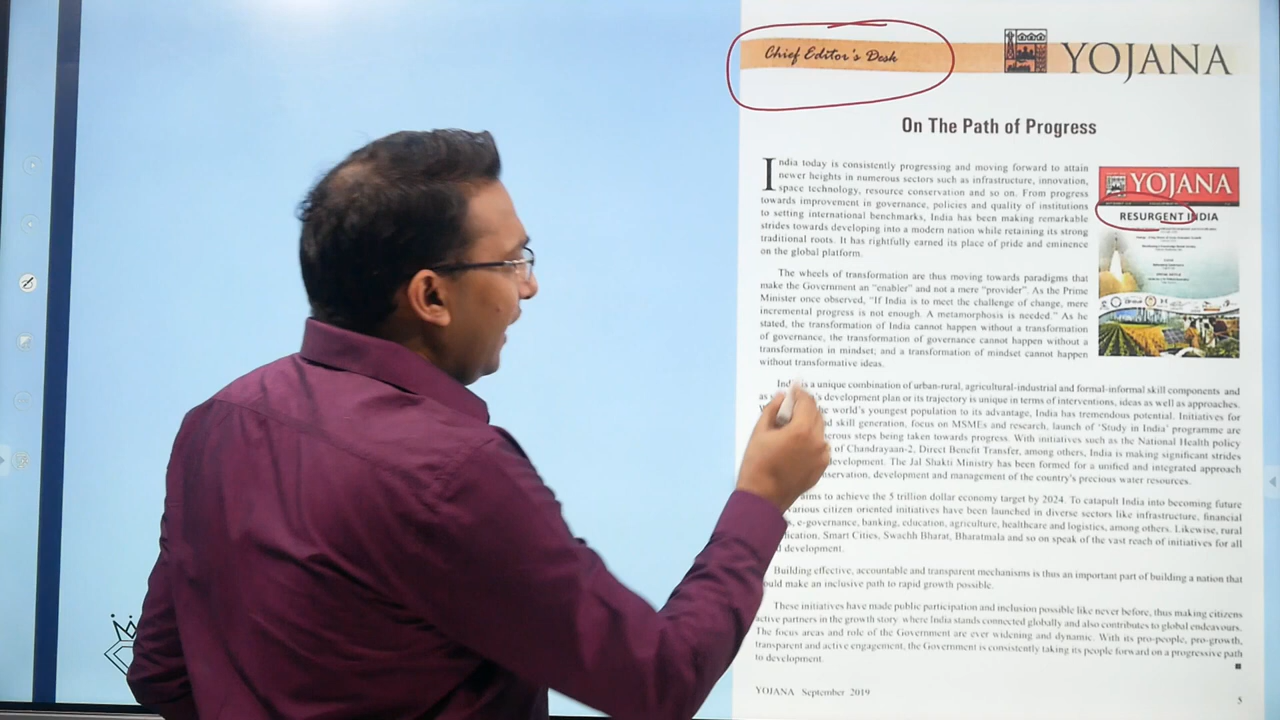 Chief Editor's Desk
YOJANA
On The Path of Progress
India today is consistently progressing and moving forward to attain
newer heights in numerous sectors such as infrastructure, innovation,
space technology, resource conservation and so on. From progress
towards improvement in governance, policies and quality of institutions
to setting international benchmarks, India has been making remarkable
strides towards developing into a modern nation while retaining its strong
traditional roots. It has rightfully earned its place of pride and eminence
on the global platform.
YOJANA
RESURGENT INDIA
The wheels of transformation are thus moving towards paradigms that
make the Government an “enabler” and not a mere “provider”. As the Prime
Minister once observed, “If India is to meet the challenge of change, mere
incremental progress is not enough. A metamorphosis is needed.” As he
stated, the transformation of India cannot happen without a transformation
of governance, the transformation of governance cannot happen without a
transformation in mindset; and a transformation of mindset cannot happen
without transformative ideas.
is a unique combination of urban-rural, agricultural-industrial and formal-informal skill components and
as development plan or its trajectory is unique in terms of interventions, ideas as well as approaches.
the world's youngest population to its advantage, India has tremendous potential. Initiatives for
skill generation, focus on MSMEs and research, launch of ‘Study in India’ programme are
steps being taken towards progress. With initiatives such as the National Health policy
of Chandrayaan-2, Direct Benefit Transfer, among others, India is making significant strides
development. The Jal Shakti Ministry has been formed for a unified and integrated approach
development and management of the country's precious water resources.
aims to achieve the 5 trillion dollar economy target by 2024. To catapult India into becoming future
various citizen oriented initiatives have been launched in diverse sectors like infrastructure, financial
e-governance, banking, education, agriculture, healthcare and logistics, among others. Likewise, rural
Smart Cities, Swachh Bharat, Bharatmala and so on speak of the vast reach of initiatives for all
development.
Building effective, accountable and transparent mechanisms is thus an important part of building a nation that
make an inclusive path to rapid growth possible.
These initiatives have made public participation and inclusion possible like never before, thus making citizens
active partners in the growth story where India stands connected globally and also contributes to global endeavours.
The focus areas and role of the Government are ever widening and dynamic. With its pro-people, pro-growth,
transparent and active engagement, the Government is consistently taking its people forward on a progressive path
to development.
YOJANA September 2019
5